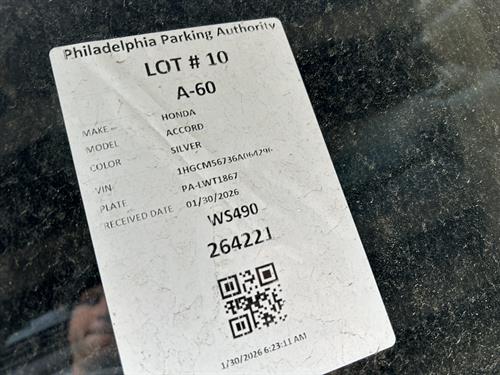 Philadelphia Parking Authority
LOT # 10
A-60
MAKE HONDA
MODEL ACCORD
COLOR SILVER
VIN
PLATE PA-LWT1867
RECEIVED DATE 01/30/2026
WS490
264221
1/30/2026 6:23:11 AM